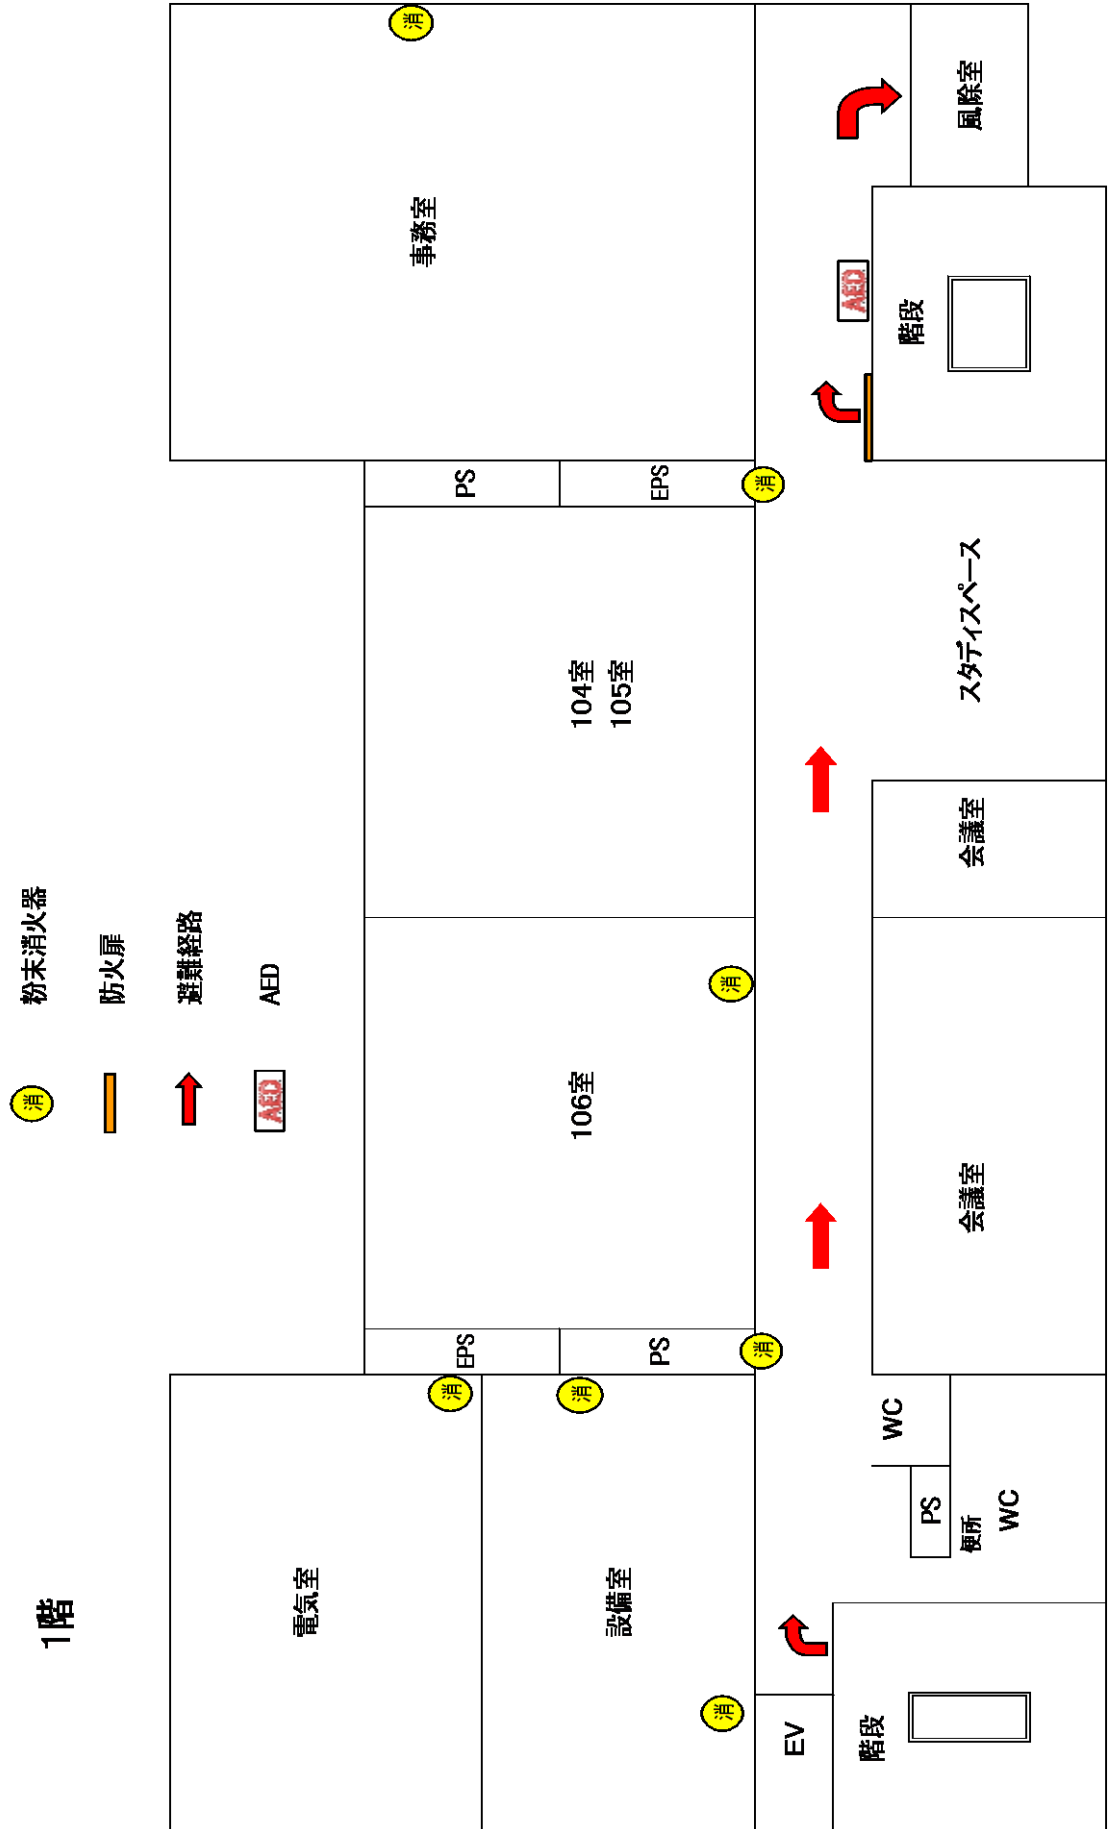 1階
消 粉末消火器
防火扉
避難経路
AED AED
電気室
消
EPS
PS
事務室
消
設備室
消
PS
106室
104室
105室
EPS
消
消
消
消
EV
階段
WC
PS
便所
WC
会議室
会議室
スタディスペース
AED
階段
風除室